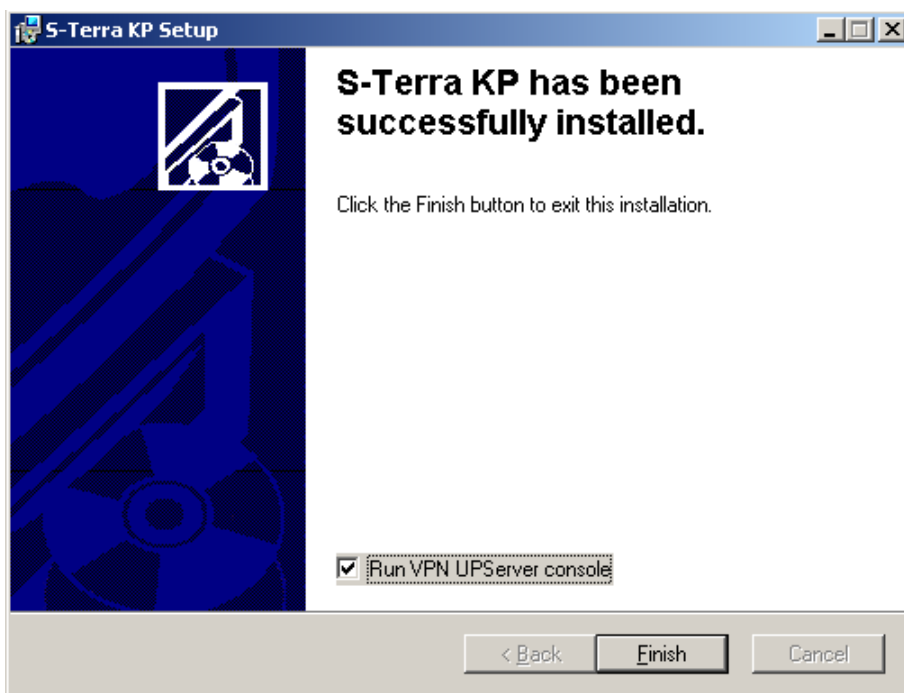 S-Terra KP Setup
S-Terra KP has been
successfully installed.
Click the Finish button to exit this installation.
Run VPN UPServer console
< Back
Finish
Cancel